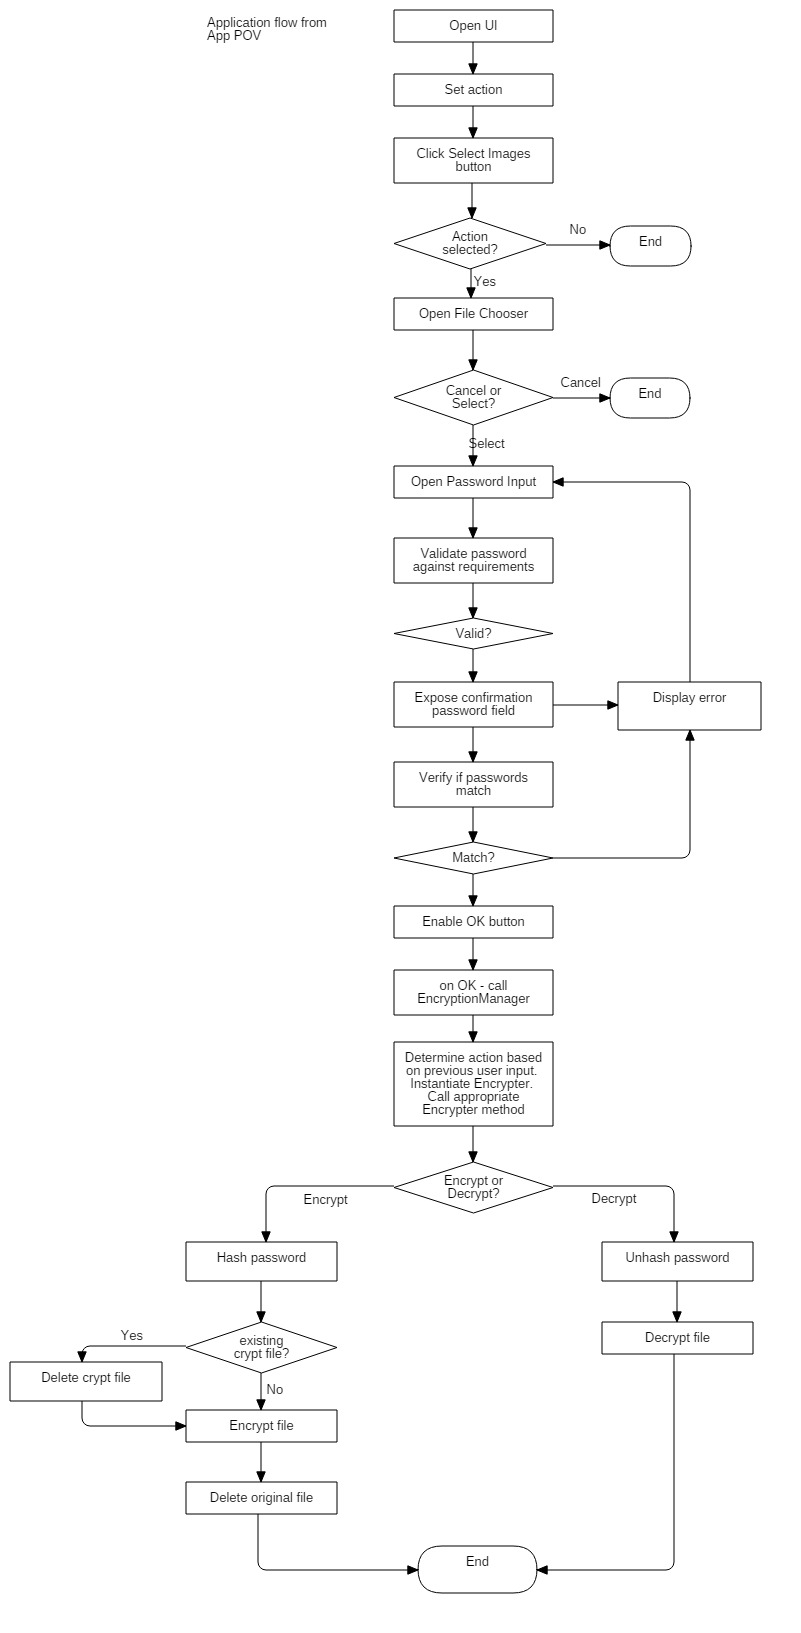 Application flow from
App POV
Open UI
Set action
Click Select Images
button
Action
selected?
No
End
Yes
Open File Chooser
Cancel or
Select?
Cancel
End
Select
Open Password Input
Validate password
against requirements
Valid?
Expose confirmation
password field
Display error
Verify if passwords
match
Match?
Enable OK button
on OK - call
EncryptionManager
Determine action based
on previous user input.
Instantiate Encrypter.
Call appropriate
Encrypter method
Encrypt or
Decrypt?
Encrypt
Decrypt
Hash password
Unhash password
existing
crypt file?
Yes
Decrypt file
Delete crypt file
No
Encrypt file
Delete original file
End